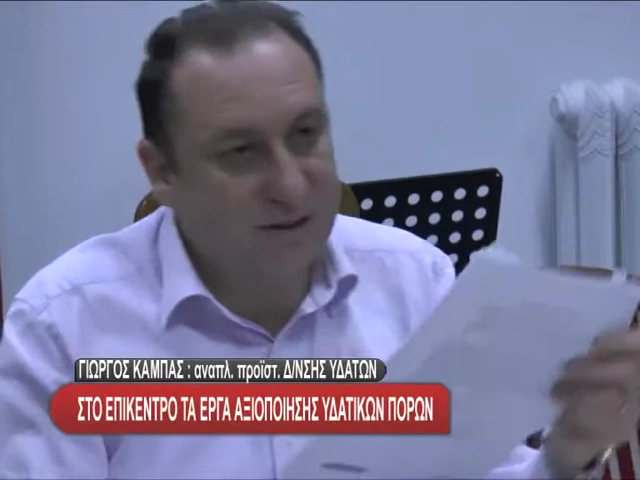 ΓΙΩΡΓΟΣ ΚΑΜΠΑΣ : αναπλ. προϊστ. Δ/ΝΣΗΣ ΥΔΑΤΩΝ
ΣΤΟ ΕΠΙΚΕΝΤΡΟ ΤΑ ΕΡΓΑ ΑΞΙΟΠΟΙΗΣΗΣ ΥΔΑΤΙΚΩΝ ΠΟΡΩΝ